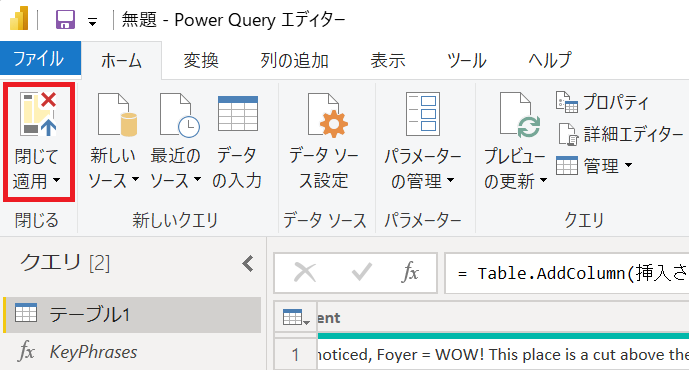 無題 - Power Query エディター
ファイル ホーム 変換 列の追加 表示 ツール ヘルプ
閉じて
適用
新しい
ソース
最近の
ソース
データ
の入力
データ ソー
ス設定
パラメーター
の管理
プレビュー
の更新
プロパティ
詳細エディター
管理
閉じる 新しいクエリ データ ソース パラメーター クエリ
クエリ [2]
fx = Table.AddColumn(挿入さ
テーブル1
fx KeyPhrases
ent
1 noticed, Foyer = WOW! This place is a cut above the